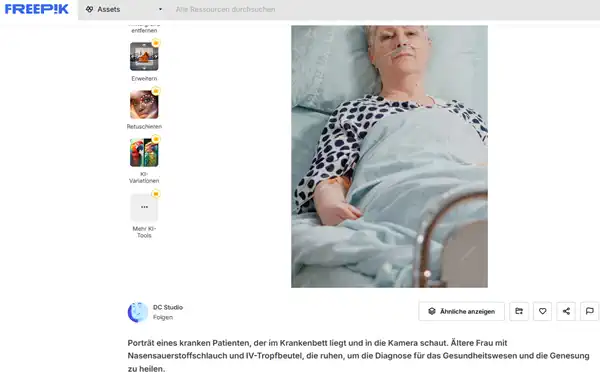 FREEP!K
Assets
Alle Ressourcen durchsuchen
entfernen
Erweitern
Retuschieren
KI-
Variationen
Mehr KI-
Tools
DC Studio
Folgen
Ähnliche anzeigen
Porträt eines kranken Patienten, der im Krankenbett liegt und in die Kamera schaut. Ältere Frau mit
Nasensauerstoffschlauch und IV-Tropfbeutel, die ruhen, um die Diagnose für das Gesundheitswesen und die Genesung
zu heilen.